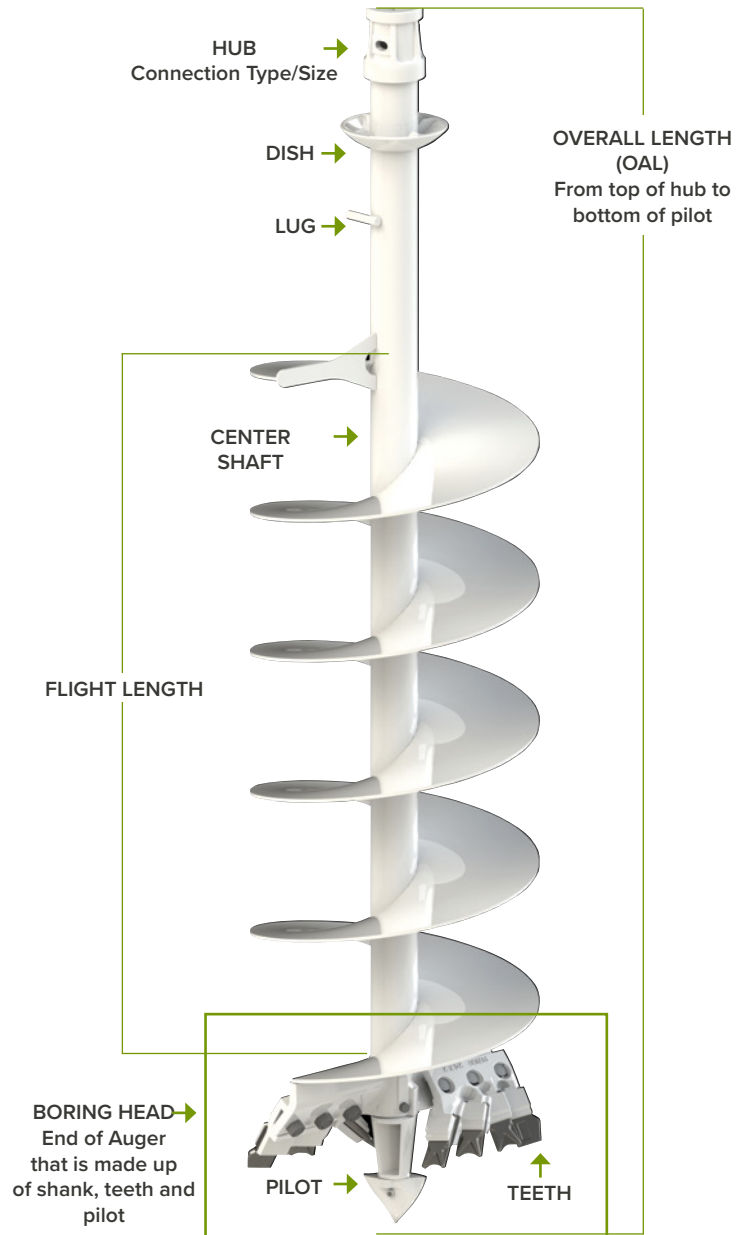 HUB
Connection Type/Size
OVERALL LENGTH
(OAL)
From top of hub to
bottom of pilot
DISH
LUG
CENTER
SHAFT
FLIGHT LENGTH
BORING HEAD
End of Auger
that is made up
of shank, teeth and
pilot
PILOT
TEETH